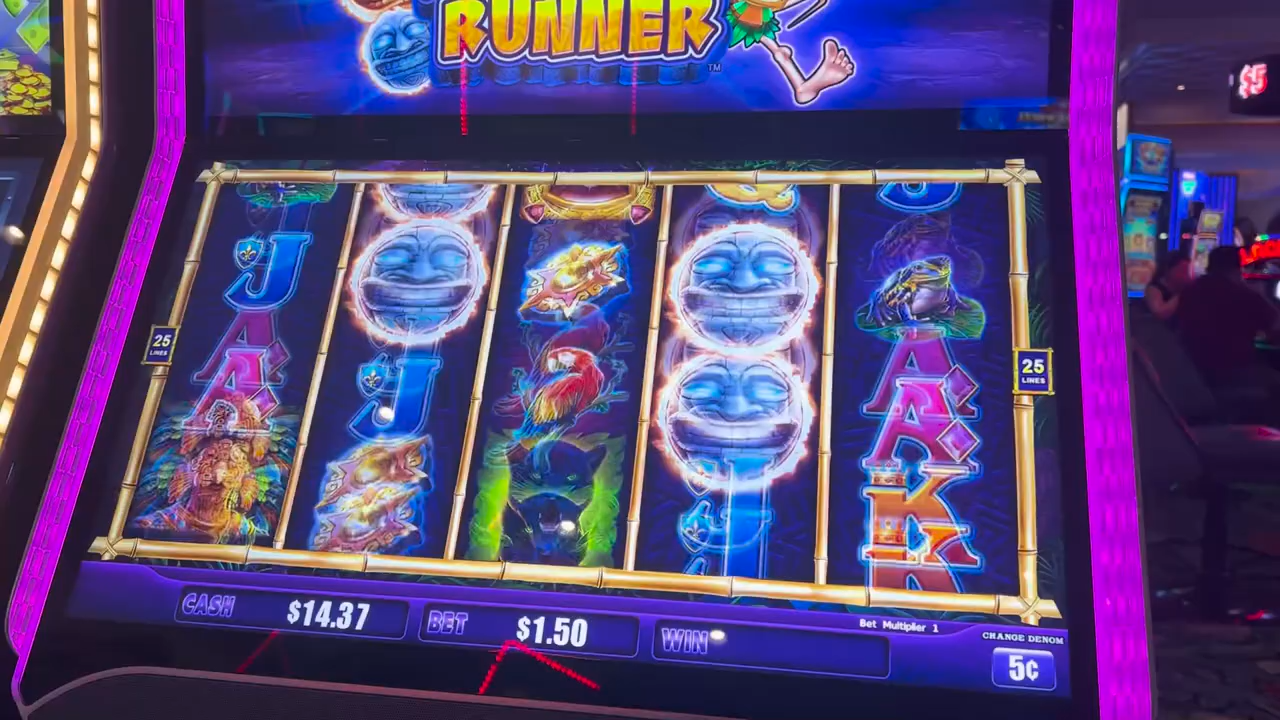 RUNNER
TM
$5
J
J
25
LINES
25
LINES
A
J
A
A
K
J
K
CASH $14.37
BET $1.50
WIN
Bet Multiplier 1
CHANGE DENOM
5¢